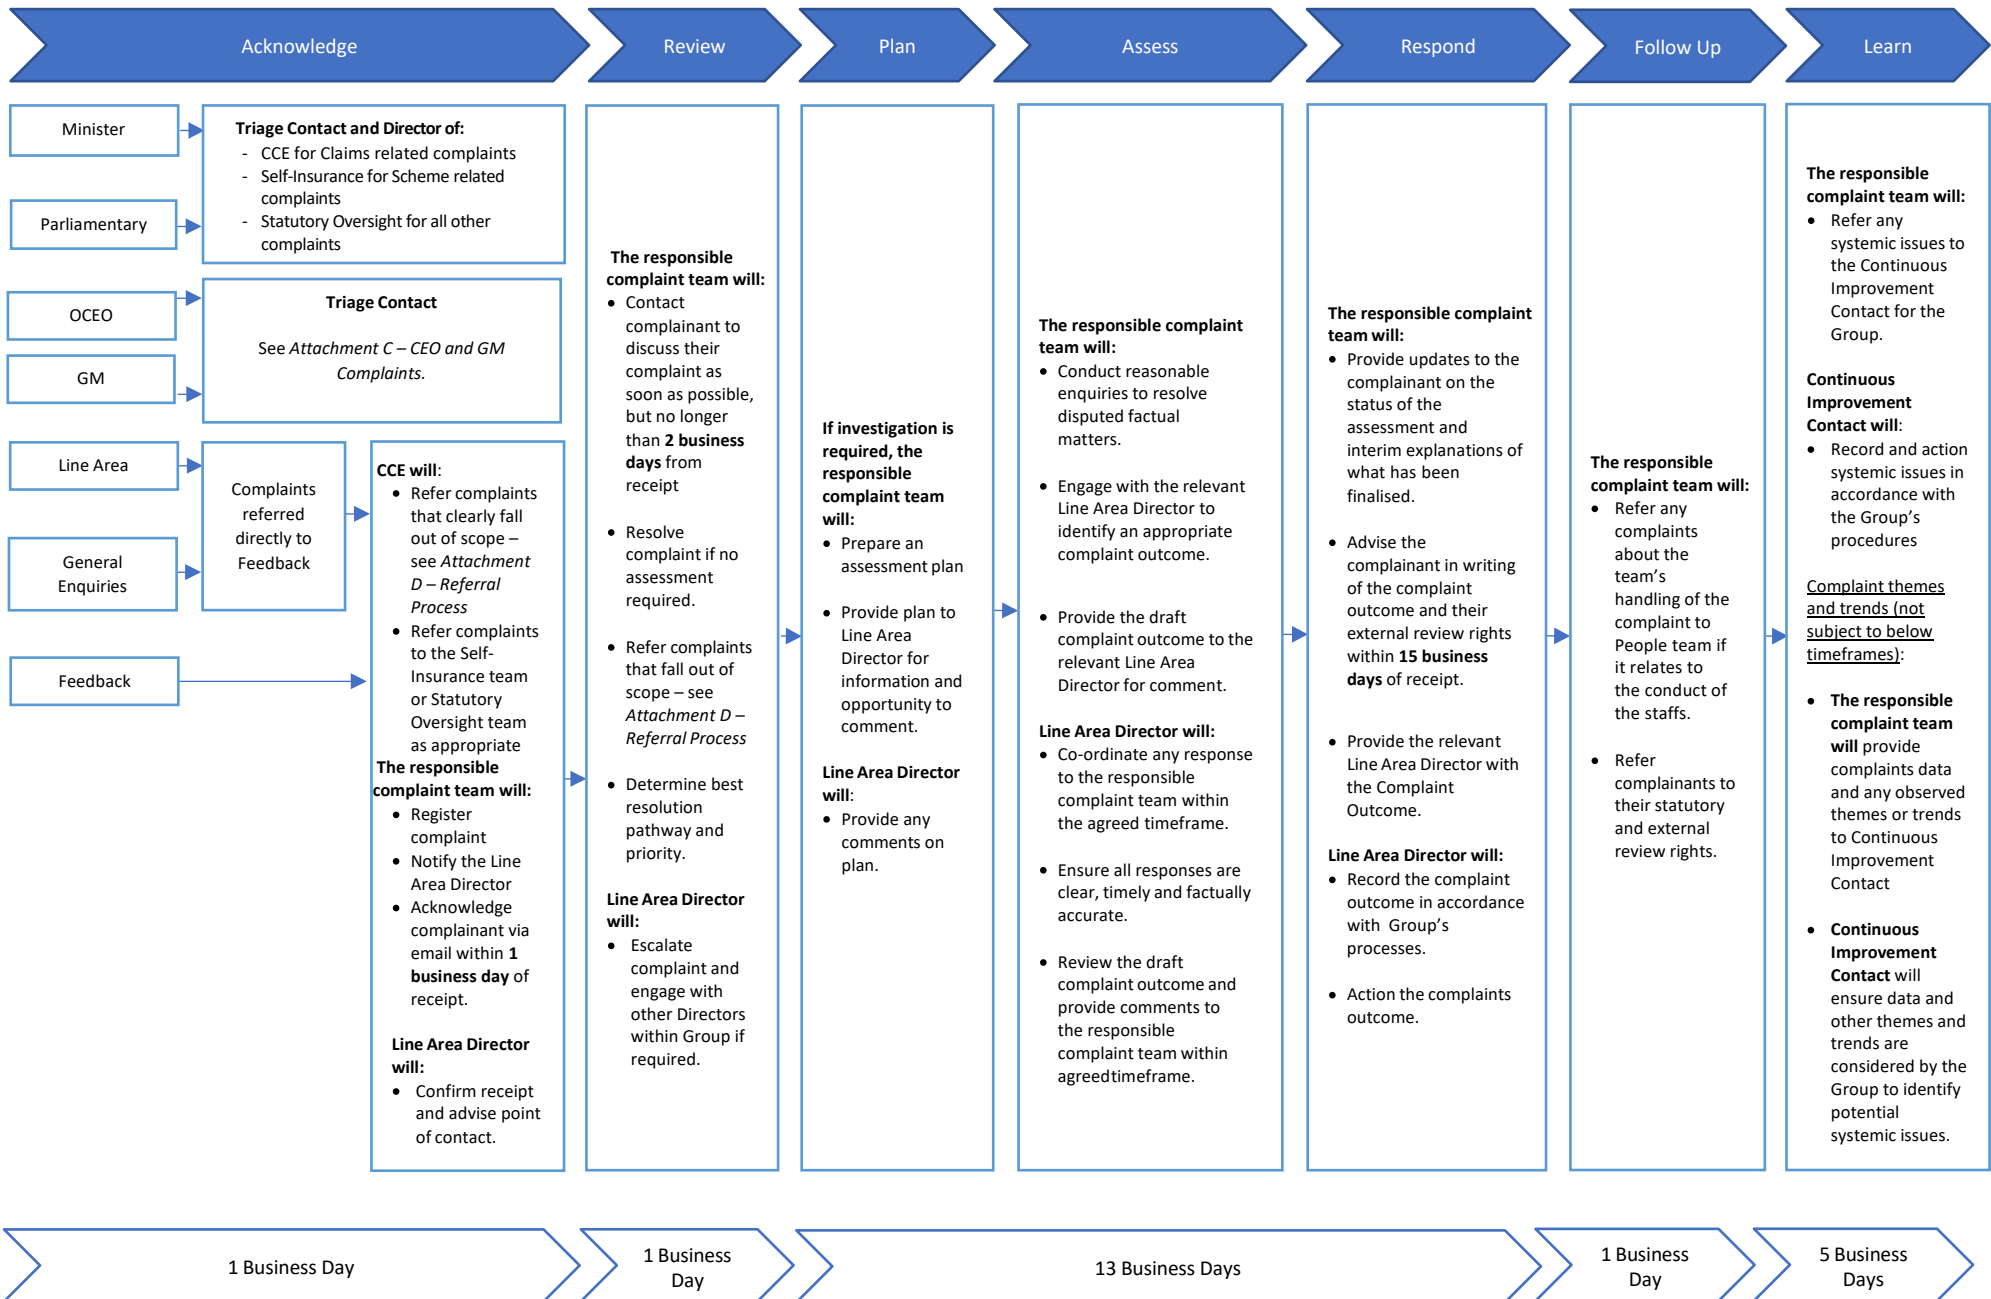 Acknowledge
Review
Plan
Assess
Respond
Follow Up
Learn
Minister
Parliamentary
OCEO
GM
Line Area
General
Enquiries
Feedback
Triage Contact and Director of:
- CCE for Claims related complaints
- Self-Insurance for Scheme related
complaints
- Statutory Oversight for all other
complaints
Triage Contact
See Attachment C – CEO and GM
Complaints.
Complaints
referred
directly to
Feedback
CCE will:
• Refer complaints
that clearly fall
out of scope –
see Attachment
D – Referral
Process
• Refer complaints
to the Self-
Insurance team
or Statutory
Oversight team
as appropriate
The responsible
complaint team will:
• Register
complaint
• Notify the Line
Area Director
• Acknowledge
complainant via
email within 1
business day of
receipt.
Line Area Director
will:
• Confirm receipt
and advise point
of contact.
The responsible
complaint team will:
• Contact
complainant to
discuss their
complaint as
soon as possible,
but no longer
than 2 business
days from
receipt
• Resolve
complaint if no
assessment
required.
• Refer complaints
that fall out of
scope – see
Attachment D –
Referral Process
• Determine best
resolution
pathway and
priority.
Line Area Director
will:
• Escalate
complaint and
engage with
other Directors
within Group if
required.
If investigation is
required, the
responsible
complaint team
will:
• Prepare an
assessment plan
• Provide plan to
Line Area
Director for
information and
opportunity to
comment.
Line Area Director
will:
• Provide any
comments on
plan.
The responsible complaint
team will:
• Conduct reasonable
enquiries to resolve
disputed factual
matters.
• Engage with the relevant
Line Area Director to
identify an appropriate
complaint outcome.
• Provide the draft
complaint outcome to the
relevant Line Area
Director for comment.
Line Area Director will:
• Co-ordinate any response
to the responsible
complaint team within
the agreed timeframe.
• Ensure all responses are
clear, timely and factually
accurate.
• Review the draft
complaint outcome and
provide comments to
the responsible
complaint team within
agreedtimeframe.
The responsible complaint
team will:
• Provide updates to the
complainant on the
status of the
assessment and
interim explanations of
what has been
finalised.
• Advise the
complainant in writing
of the complaint
outcome and their
external review rights
within 15 business
days of receipt.
• Provide the relevant
Line Area Director with
the Complaint
Outcome.
Line Area Director will:
• Record the complaint
outcome in accordance
with Group’s
processes.
• Action the complaints
outcome.
The responsible
complaint team will:
• Refer any
complaints
about the
team’s
handling of the
complaint to
People team if
it relates to
the conduct of
the staffs.
• Refer
complainants to
their statutory
and external
review rights.
The responsible
complaint team will:
• Refer any
systemic issues to
the Continuous
Improvement
Contact for the
Group.
Continuous
Improvement
Contact will:
• Record and action
systemic issues in
accordance with
the Group’s
procedures
Complaint themes
and trends (not
subject to below
timeframes):
• The responsible
complaint team
will provide
complaints data
and any observed
themes or trends
to Continuous
Improvement
Contact
• Continuous
Improvement
Contact will
ensure data and
other themes and
trends are
considered by the
Group to identify
potential
systemic issues.
1 Business Day
1 Business
Day
13 Business Days
1 Business
Day
5 Business
Days